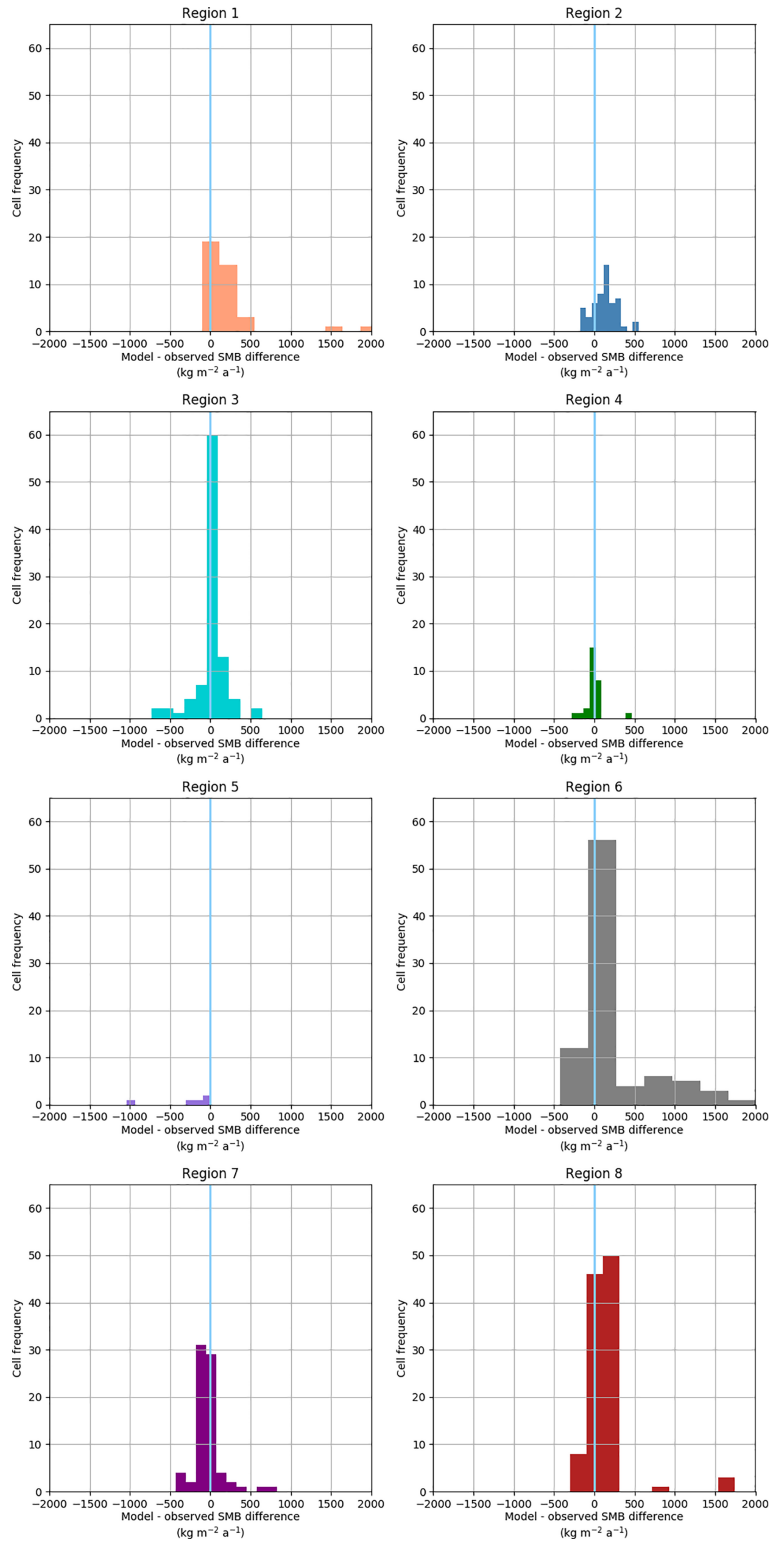 Region 1
60
50
40
30
20
10
0
Cell frequency
−2000 −1500 −1000 −500 0 500 1000 1500 2000
Model - observed SMB difference
(kg m⁻² a⁻¹)
Region 2
60
50
40
30
20
10
0
Cell frequency
−2000 −1500 −1000 −500 0 500 1000 1500 2000
Model - observed SMB difference
(kg m⁻² a⁻¹)
Region 3
60
50
40
30
20
10
0
Cell frequency
−2000 −1500 −1000 −500 0 500 1000 1500 2000
Model - observed SMB difference
(kg m⁻² a⁻¹)
Region 4
60
50
40
30
20
10
0
Cell frequency
−2000 −1500 −1000 −500 0 500 1000 1500 2000
Model - observed SMB difference
(kg m⁻² a⁻¹)
Region 5
60
50
40
30
20
10
0
Cell frequency
−2000 −1500 −1000 −500 0 500 1000 1500 2000
Model - observed SMB difference
(kg m⁻² a⁻¹)
Region 6
60
50
40
30
20
10
0
Cell frequency
−2000 −1500 −1000 −500 0 500 1000 1500 2000
Model - observed SMB difference
(kg m⁻² a⁻¹)
Region 7
60
50
40
30
20
10
0
Cell frequency
−2000 −1500 −1000 −500 0 500 1000 1500 2000
Model - observed SMB difference
(kg m⁻² a⁻¹)
Region 8
60
50
40
30
20
10
0
Cell frequency
−2000 −1500 −1000 −500 0 500 1000 1500 2000
Model - observed SMB difference
(kg m⁻² a⁻¹)